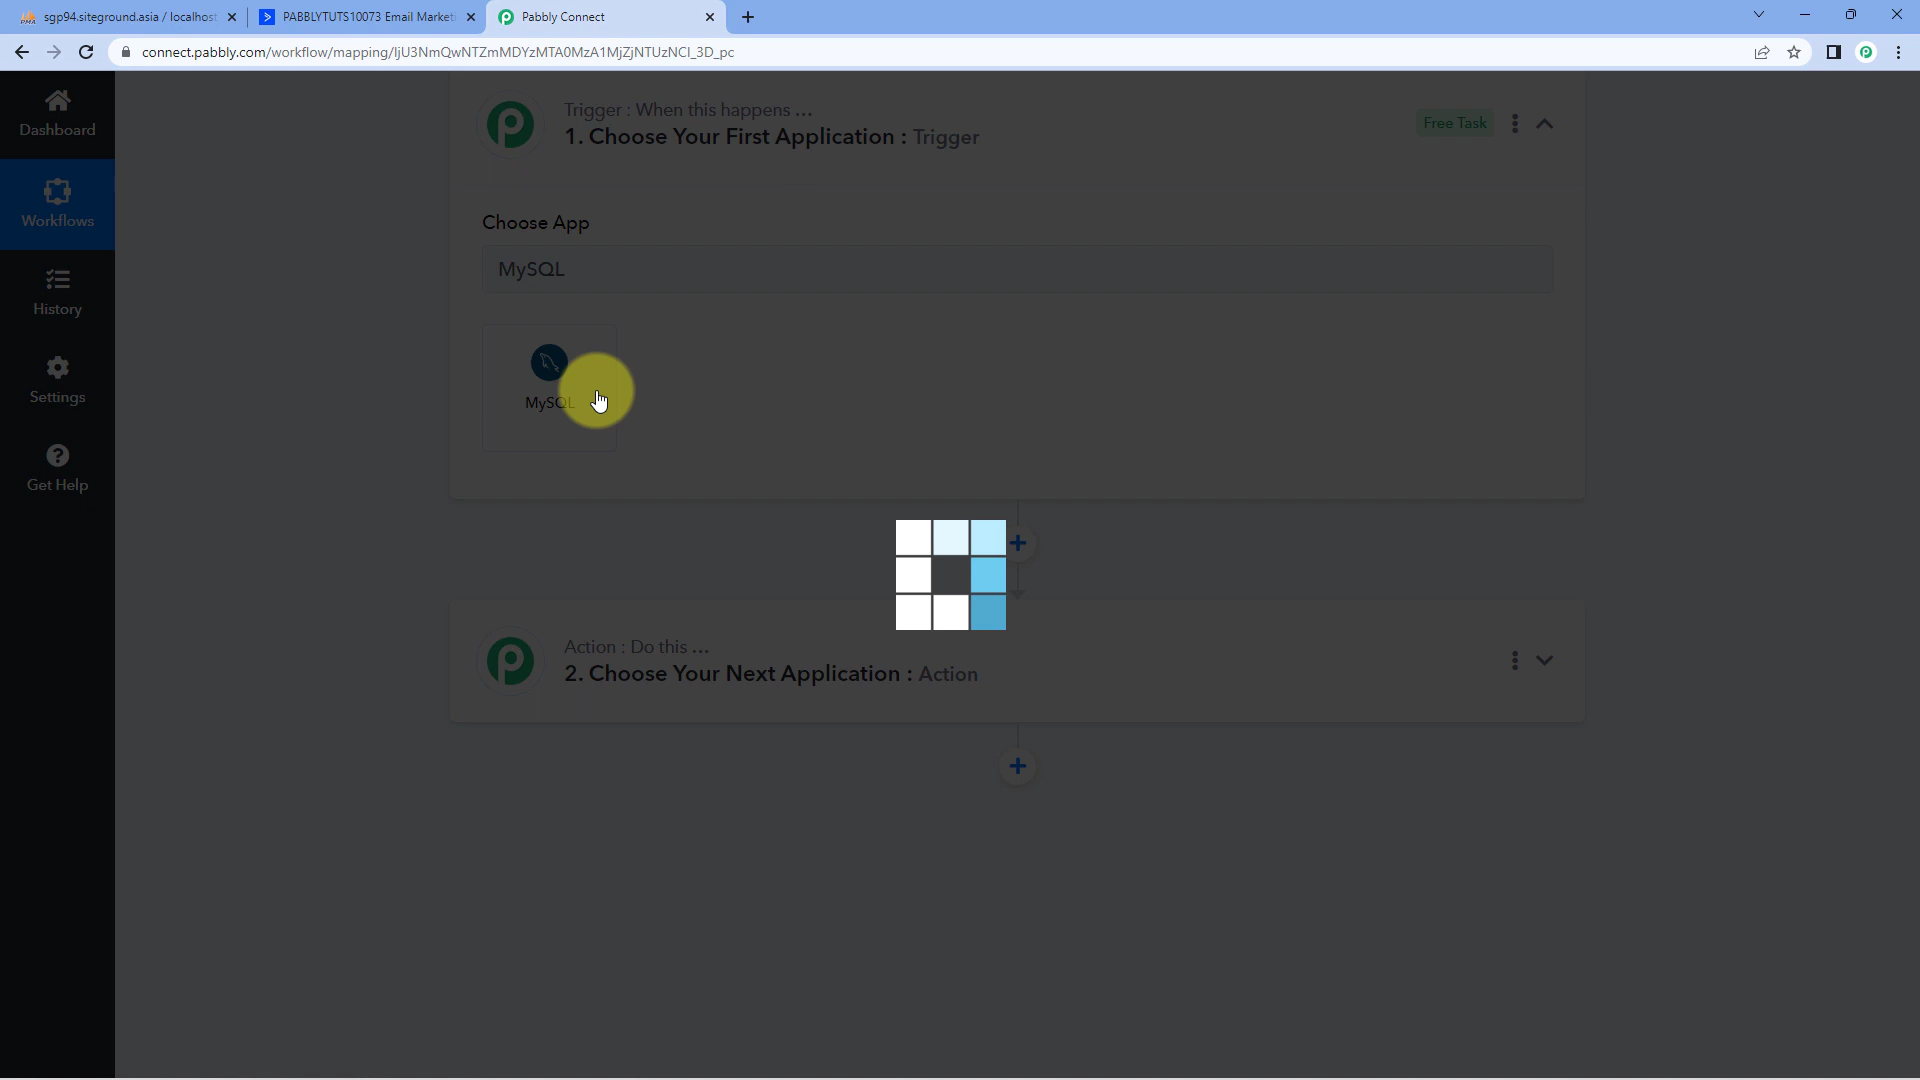 sgp94.siteground.asia / localhost
PABBLYTUTS10073 Email Marketi
Pabbly Connect
connect.pabbly.com/workflow/mapping/IjU3NmQwNTZmMDYzMTA0MzA1MjZjNTUzNCI_3D_pc
Dashboard
Workflows
History
Settings
Get Help
Trigger : When this happens ...
1. Choose Your First Application : Trigger
Free Task
Choose App
MySQL
MySQL
Action : Do this ...
2. Choose Your Next Application : Action